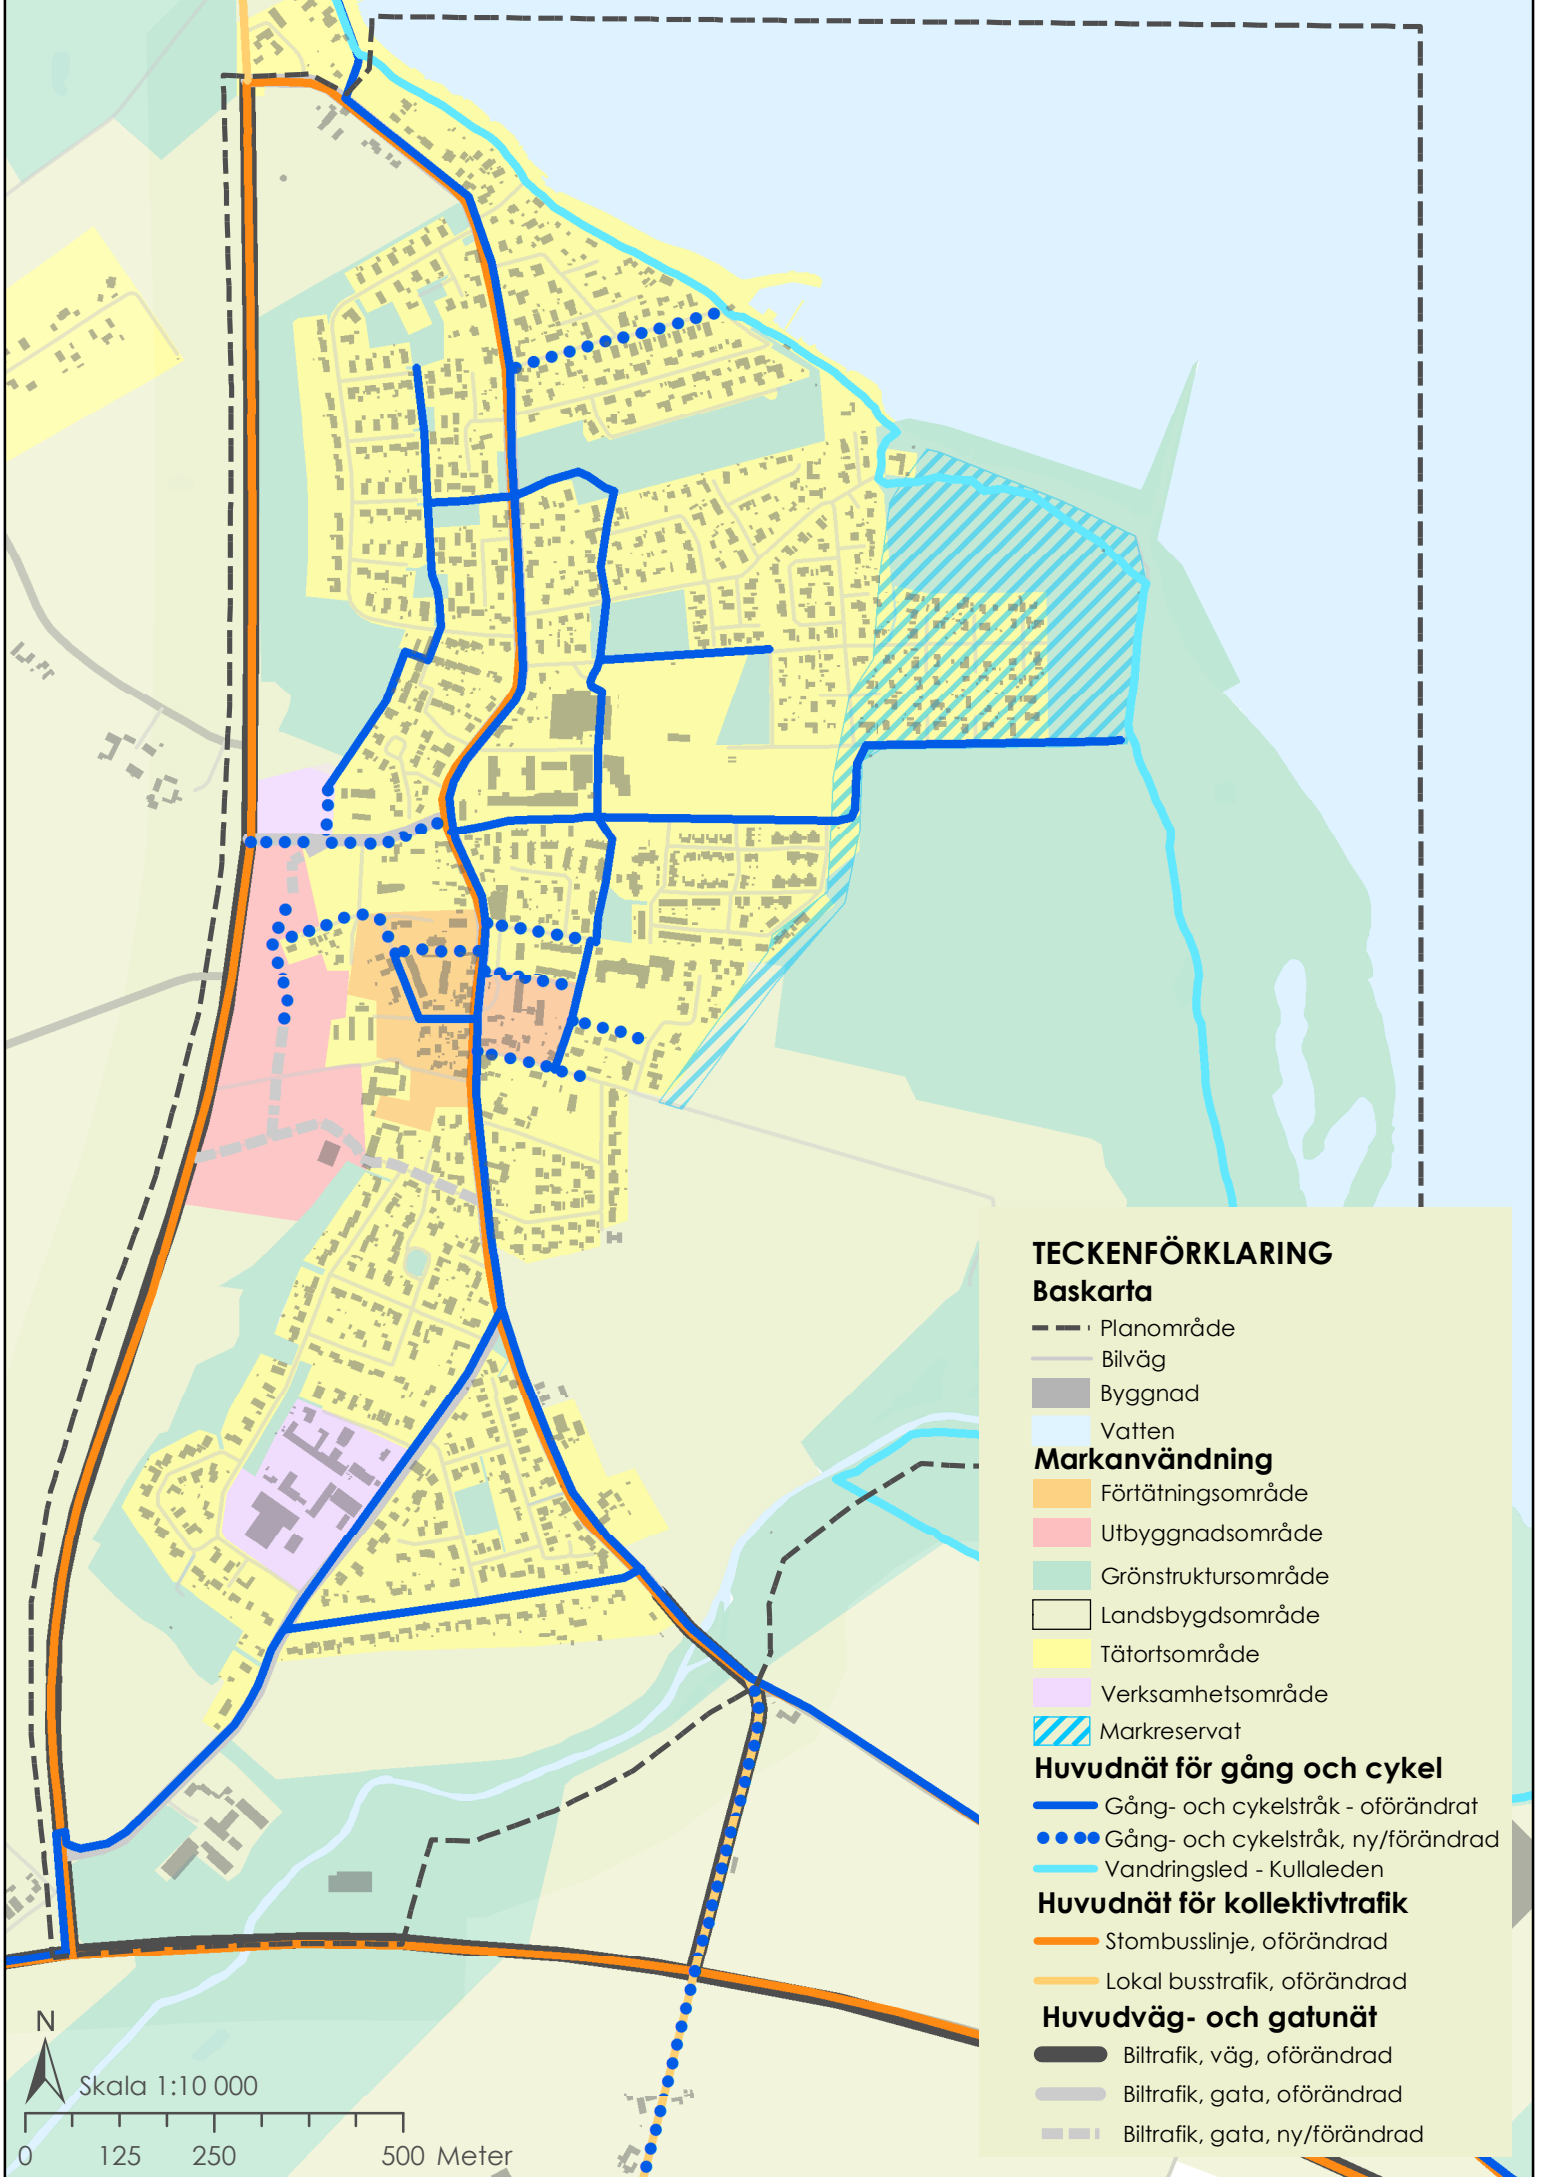 TECKENFÖRKLARING
Baskarta
Planområde
Bilväg
Byggnad
Vatten
Markanvändning
Förtätningsområde
Utbyggnadsområde
Grönstruktursområde
Landsbygdsområde
Tätortsområde
Verksamhetsområde
Markreservat
Huvudnät för gång och cykel
Gång- och cykelstråk - oförändrat
Gång- och cykelstråk, ny/förändrad
Vandringsled - Kullaleden
Huvudnät för kollektivtrafik
Stombusslinje, oförändrad
Lokal busstrafik, oförändrad
Huvudväg- och gatunät
Biltrafik, väg, oförändrad
Biltrafik, gata, oförändrad
Biltrafik, gata, ny/förändrad
N
Skala 1:10 000
0 125 250 500 Meter